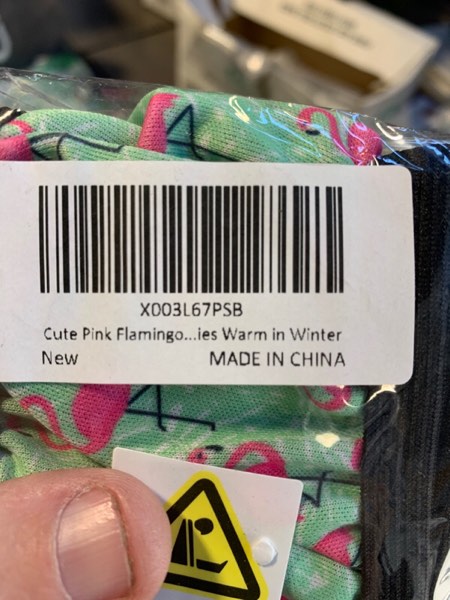 X003L67PSB
Cute Pink Flamingo...ies Warm in Winter
New MADE IN CHINA